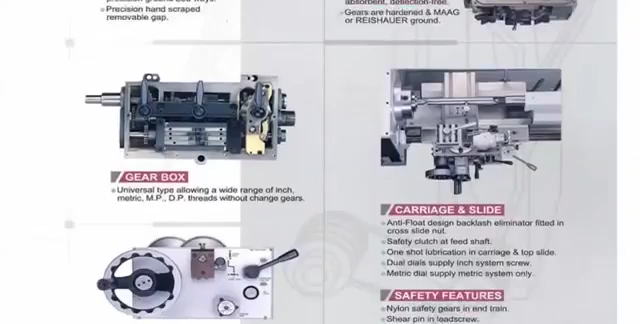 Precision hand scraped
removable gap.
absorbent, deflection-free.
Gears are hardened & MAAG
or REISHAUER ground.
GEAR BOX
Universal type allowing a wide range of inch,
metric, M.P., D.P. threads without change gears.
CARRIAGE & SLIDE
Anti-Float design backlash eliminator fitted in
cross slide nut.
Safety clutch at feed shaft.
One shot lubrication in carriage & top slide.
Dual dials supply inch system screw.
Metric dial supply metric system only.
SAFETY FEATURES
Nylon safety gears in end train.
Shear pin in leadscrew.